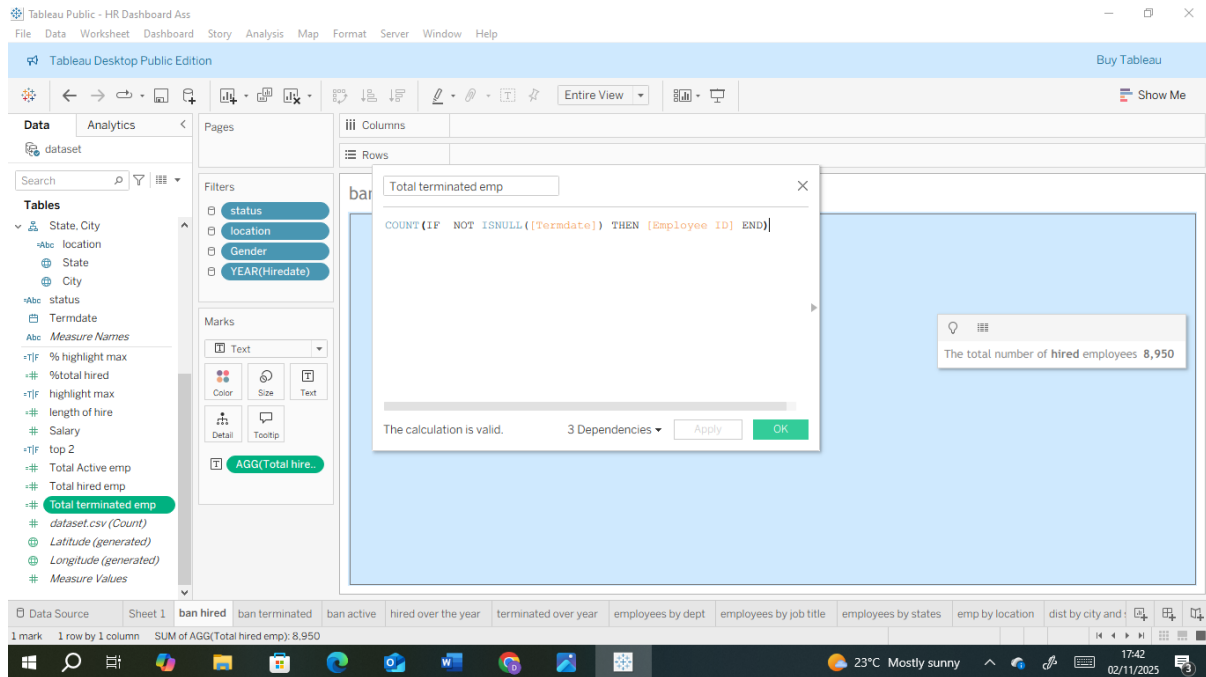 Tableau Public - HR Dashboard Ass
File Data Worksheet Dashboard Story Analysis Map Format Server Window Help
Tableau Desktop Public Edition
Buy Tableau
Entire View
Show Me
Data Analytics
dataset
Search
Tables
State, City
Abc location
State
City
Abc status
Termdate
Abc Measure Names
=T|F % highlight max
=# %total hired
=T|F highlight max
=# length of hire
# Salary
=T|F top 2
=# Total Active emp
=# Total hired emp
=# Total terminated emp
# dataset.csv (Count)
Latitude (generated)
Longitude (generated)
# Measure Values
Pages
Filters
status
location
Gender
YEAR(Hiredate)
Marks
Text
Color Size Text
Detail Tooltip
AGG(Total hire..
Columns
Rows
ban
Total terminated emp
COUNT(IF NOT ISNULL([Termdate]) THEN [Employee ID] END)
The calculation is valid.
3 Dependencies
Apply
OK
The total number of hired employees 8,950
Data Source Sheet 1 ban hired ban terminated ban active hired over the year terminated over year employees by dept employees by job title employees by states emp by location dist by city and
1 mark 1 row by 1 column SUM of AGG(Total hired emp): 8,950
23°C Mostly sunny
17:42
02/11/2025
3